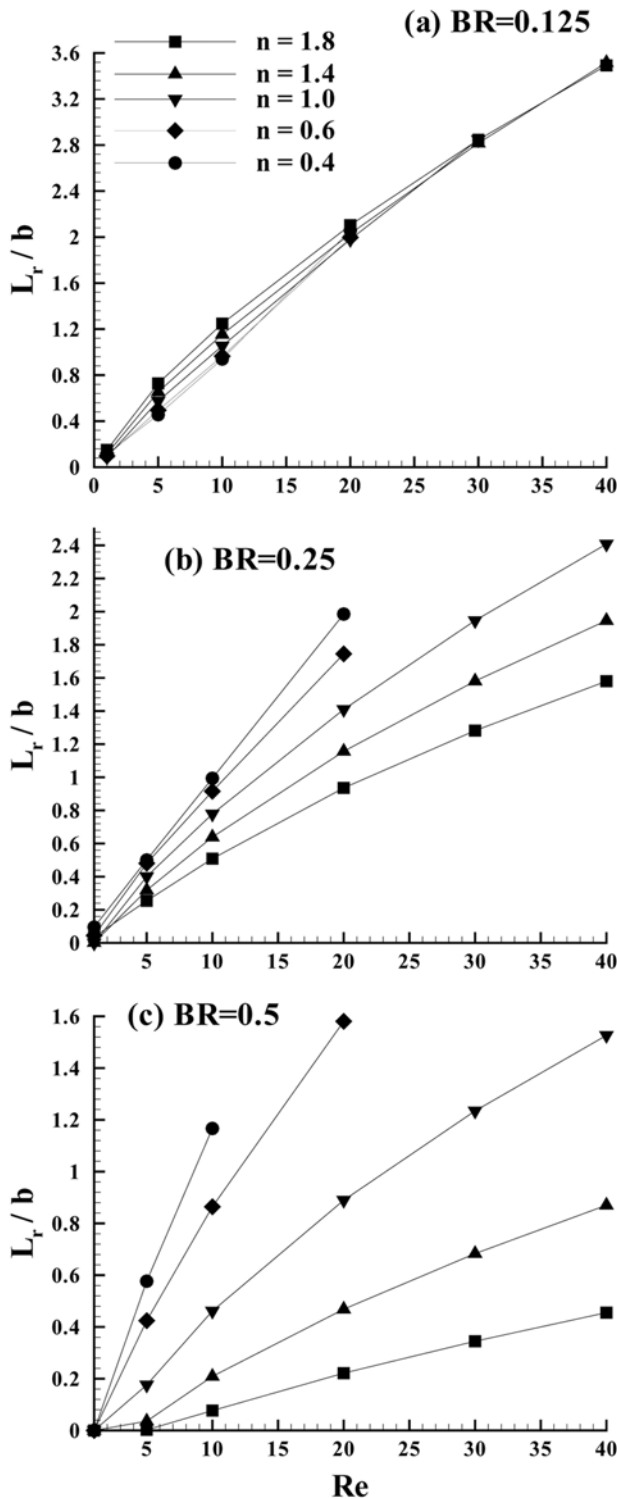 (a) BR=0.125
n = 1.8
n = 1.4
n = 1.0
n = 0.6
n = 0.4
3.6
3.2
2.8
2.4
2
1.6
1.2
0.8
0.4
0
L_r / b
0 5 10 15 20 25 30 35 40
(b) BR=0.25
2.4
2.2
2
1.8
1.6
1.4
1.2
1
0.8
0.6
0.4
0.2
0
L_r / b
5 10 15 20 25 30 35 40
(c) BR=0.5
1.6
1.4
1.2
1
0.8
0.6
0.4
0.2
0
L_r / b
5 10 15 20 25 30 35 40
Re